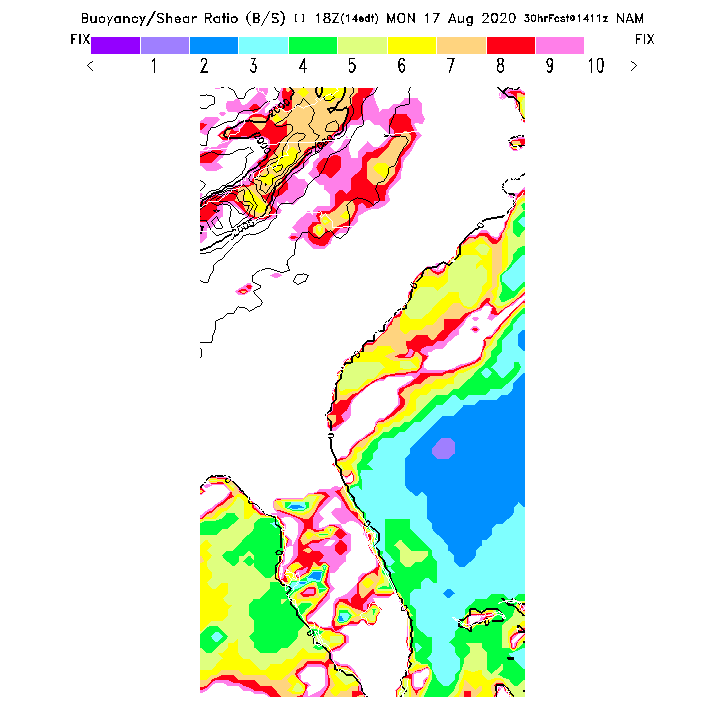 Buoyancy/Shear Ratio (B/S) [] 18Z(14edt) MON 17 Aug 2020 30hrFcst@1411z NAM
FIX FIX
< 1 2 3 4 5 6 7 8 9 10 >